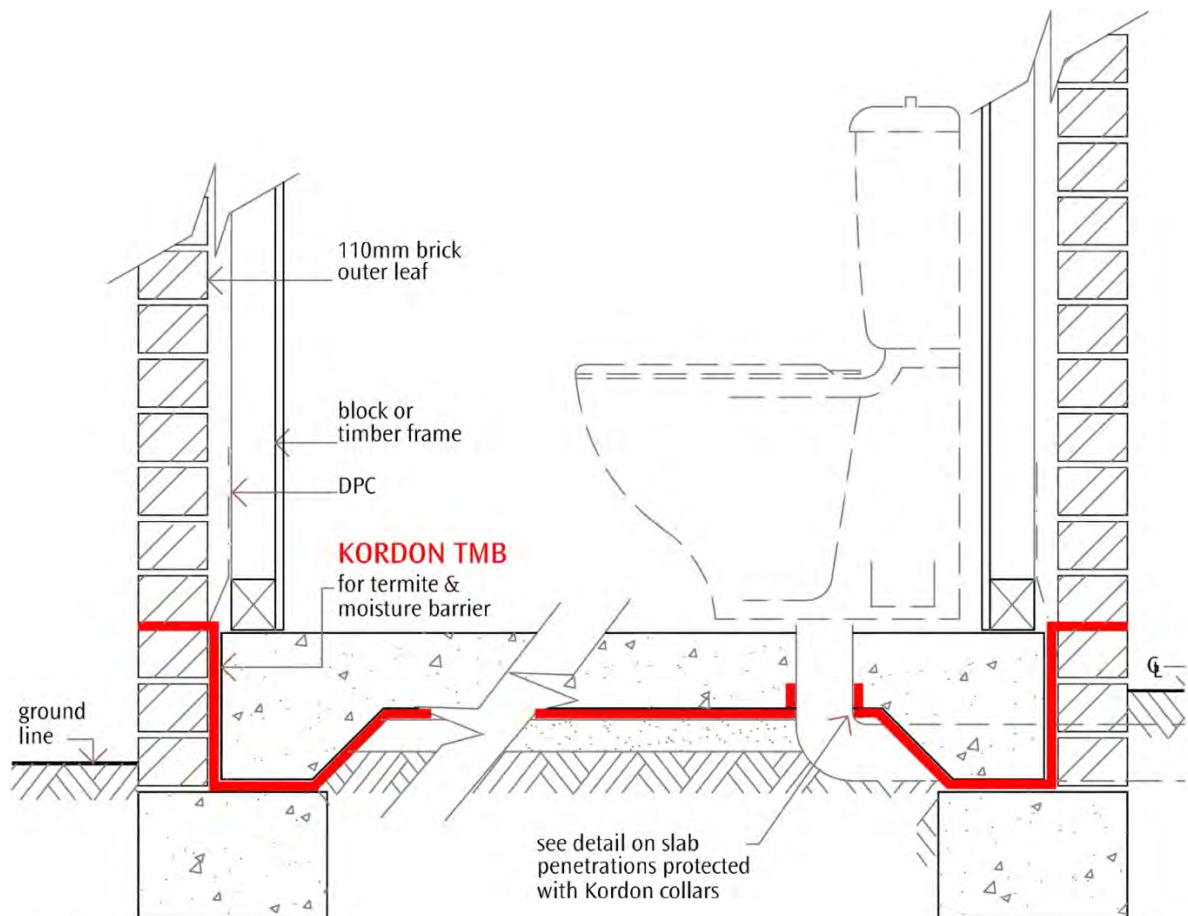 110mm brick
outer leaf
block or
timber frame
DPC
KORDON TMB
for termite &
moisture barrier
ground
line
see detail on slab
penetrations protected
with Kordon collars